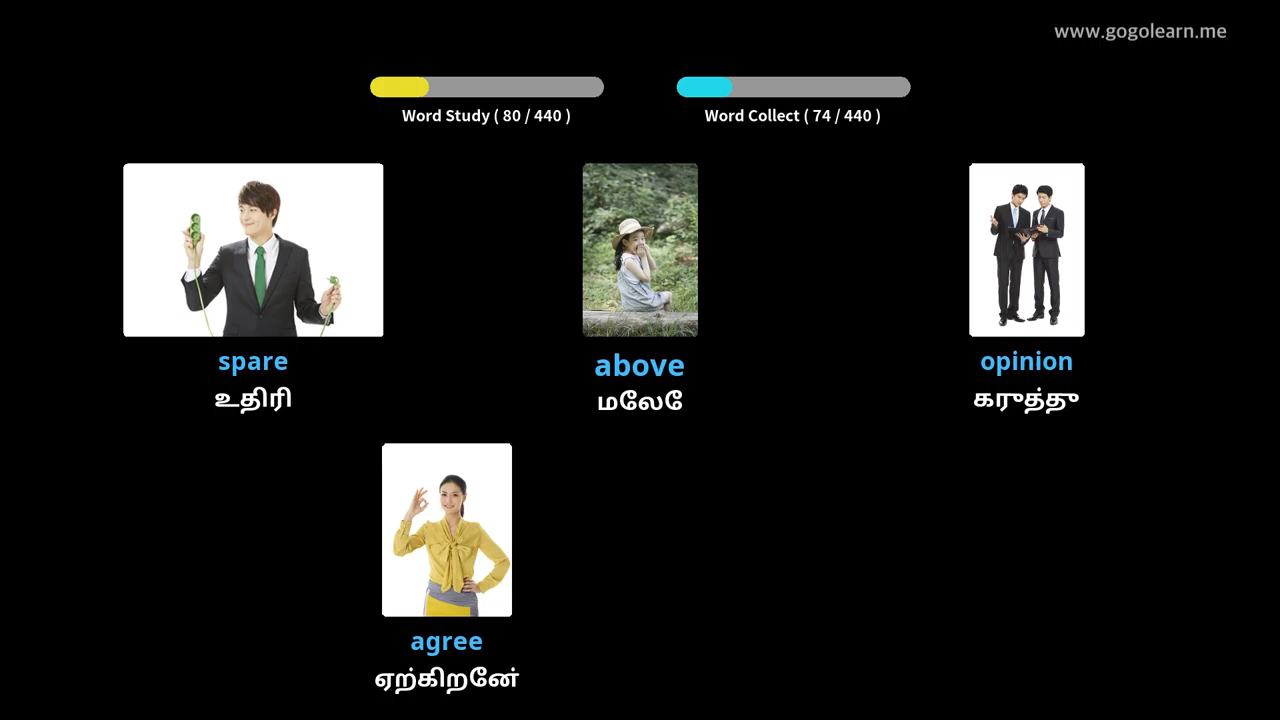 www.gogolearn.me
Word Study ( 80 / 440 )
Word Collect ( 74 / 440 )
spare
உதிரி
above
மலேே
opinion
கருத்து
agree
ஏற்கிறனே்